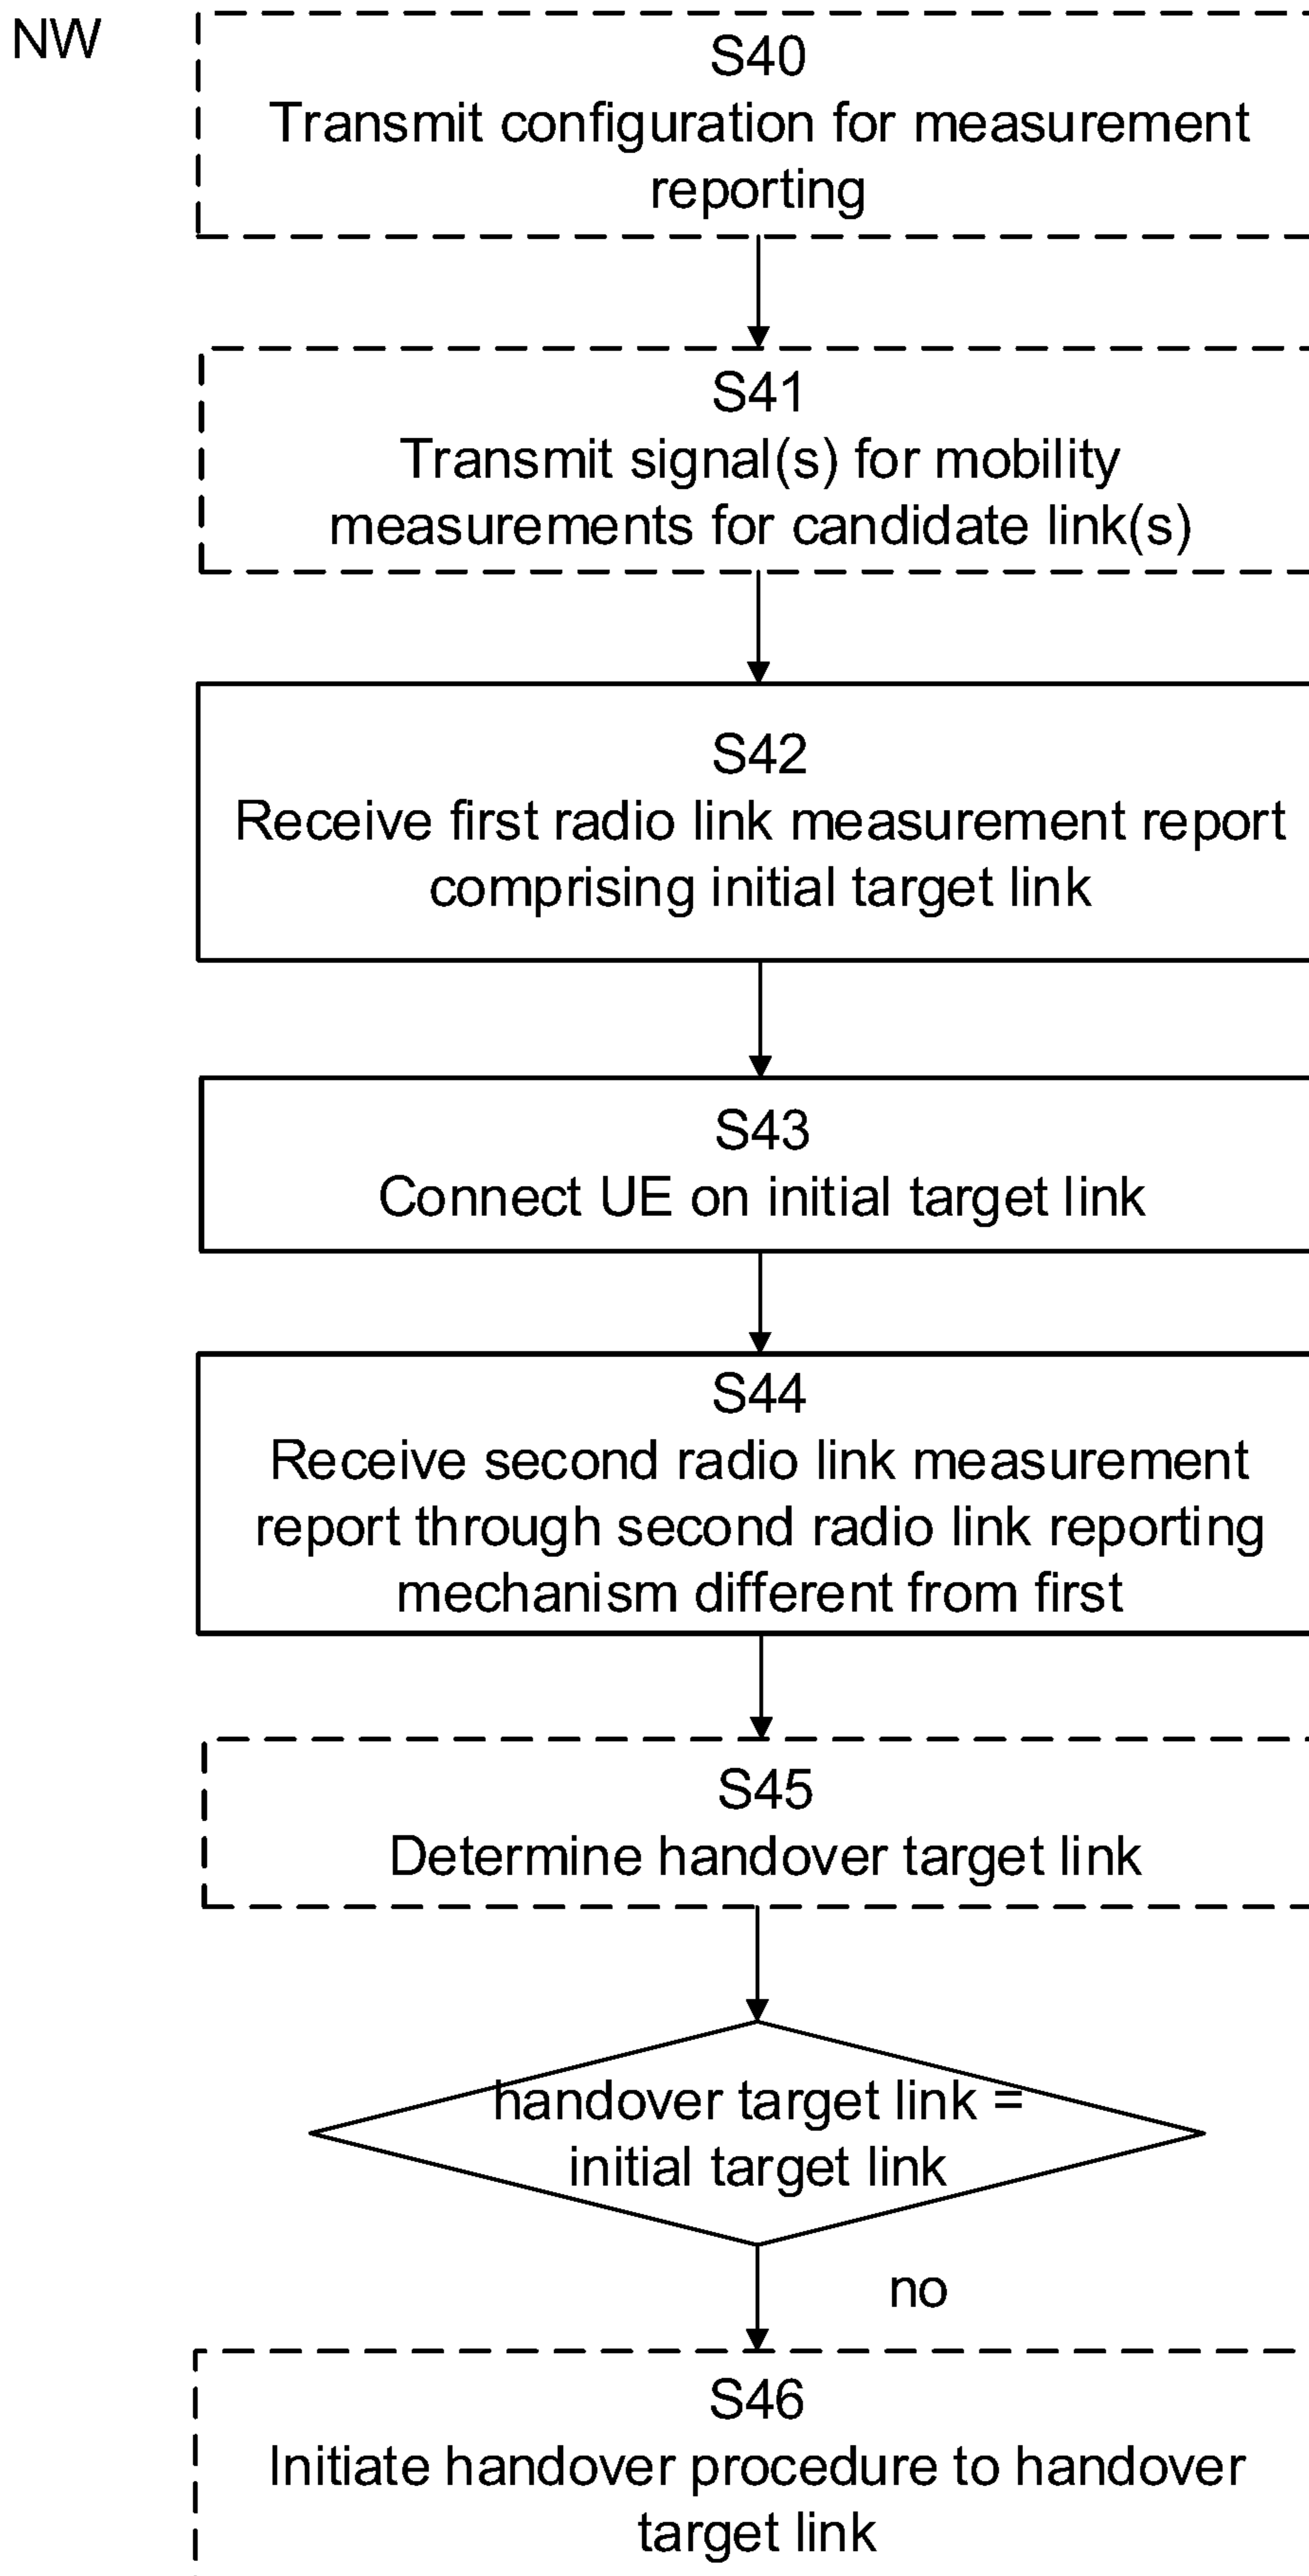 NW
S40
Transmit configuration for measurement
reporting
S41
Transmit signal(s) for mobility
measurements for candidate link(s)
S42
Receive first radio link measurement report
comprising initial target link
S43
Connect UE on initial target link
S44
Receive second radio link measurement
report through second radio link reporting
mechanism different from first
S45
Determine handover target link
handover target link =
initial target link
no
S46
Initiate handover procedure to handover
target link